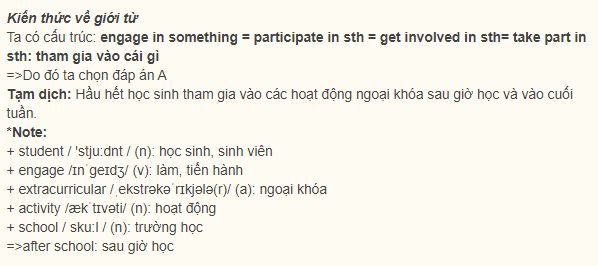 Kiến thức về giới từ
Ta có cấu trúc: engage in something = participate in sth = get involved in sth= take part in
sth: tham gia vào cái gì
=>Do đó ta chọn đáp án A
Tạm dịch: Hầu hết học sinh tham gia vào các hoạt động ngoại khóa sau giờ học và vào cuối
tuần.
*Note:
+ student / 'stju:dnt / (n): học sinh, sinh viên
+ engage /ɪnˈɡeɪdʒ/ (v): làm, tiến hành
+ extracurricular /ˌekstrəkəˈrɪkjələ(r)/ (a): ngoại khóa
+ activity /ækˈtɪvəti/ (n): hoạt động
+ school / sku:l / (n): trường học
=>after school: sau giờ học